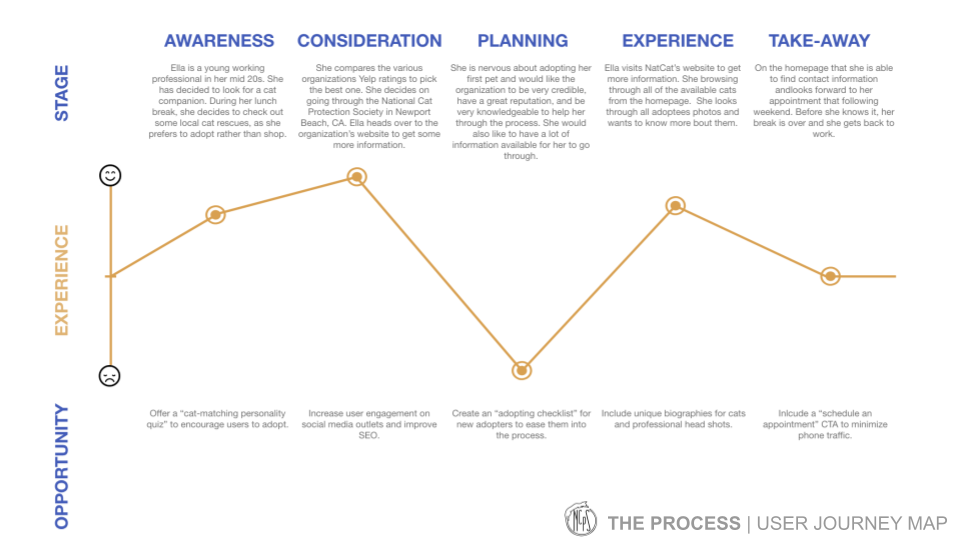 AWARENESS
CONSIDERATION
PLANNING
EXPERIENCE
TAKE-AWAY
STAGE
Ella is a young working
professional in her mid 20s. She
has decided to look for a cat
companion. During her lunch
break, she decides to check out
some local cat rescues, as she
prefers to adopt rather than shop.
She compares the various
organizations Yelp ratings to pick
the best one. She decides on
going through the National Cat
Protection Society in Newport
Beach, CA. Ella heads over to the
organization's website to get some
more information.
She is nervous about adopting her
first pet and would like the
organization to be very credible,
have a great reputation, and be
very knowledgeable to help her
through the process. She would
also like to have a lot of
information available for her to go
through.
Ella visits NatCat's website to get
more information. She browsing
through all of the available cats
from the homepage. She looks
through all adoptees photos and
wants to know more bout them.
On the homepage that she is able
to find contact information
andlooks forward to her
appointment that following
weekend. Before she knows it, her
break is over and she gets back to
work.
EXPERIENCE
OPPORTUNITY
Offer a "cat-matching personality
quiz" to encourage users to adopt.
Increase user engagement on
social media outlets and improve
SEO.
Create an "adopting checklist" for
new adopters to ease them into
the process.
Include unique biographies for cats
and professional head shots.
Inlcude a "schedule an
appointment" CTA to minimize
phone traffic.
NCPS
THE PROCESS | USER JOURNEY MAP